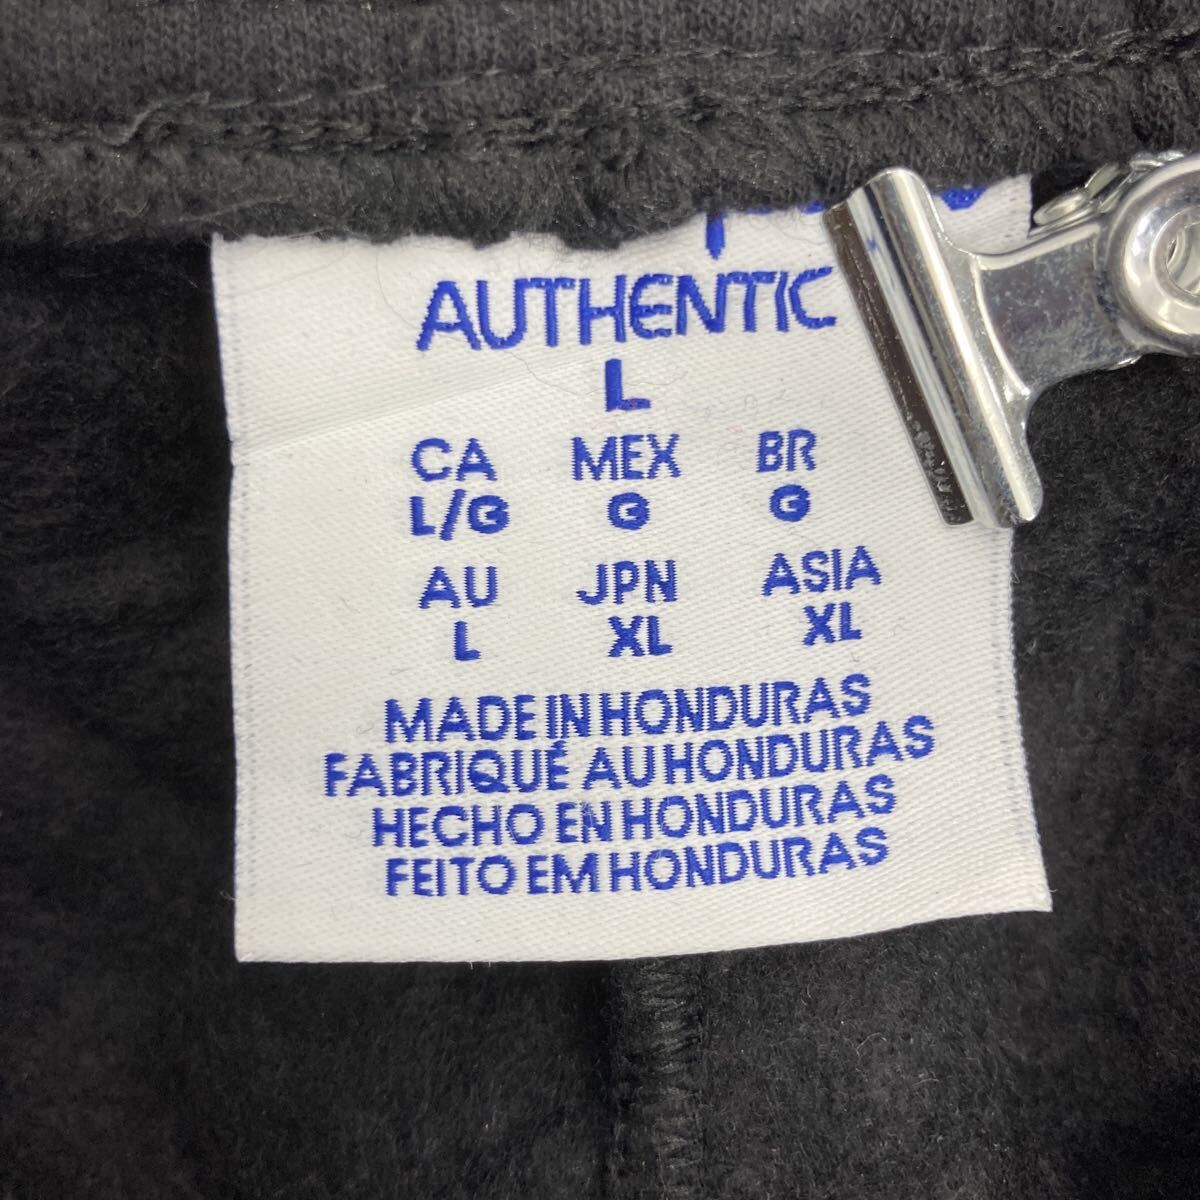 AUTHENTIC
L
CA MEX BR
L/G G G
AU JPN ASIA
L XL XL
MADE IN HONDURAS
FABRIQUÉ AU HONDURAS
HECHO EN HONDURAS
FEITO EM HONDURAS